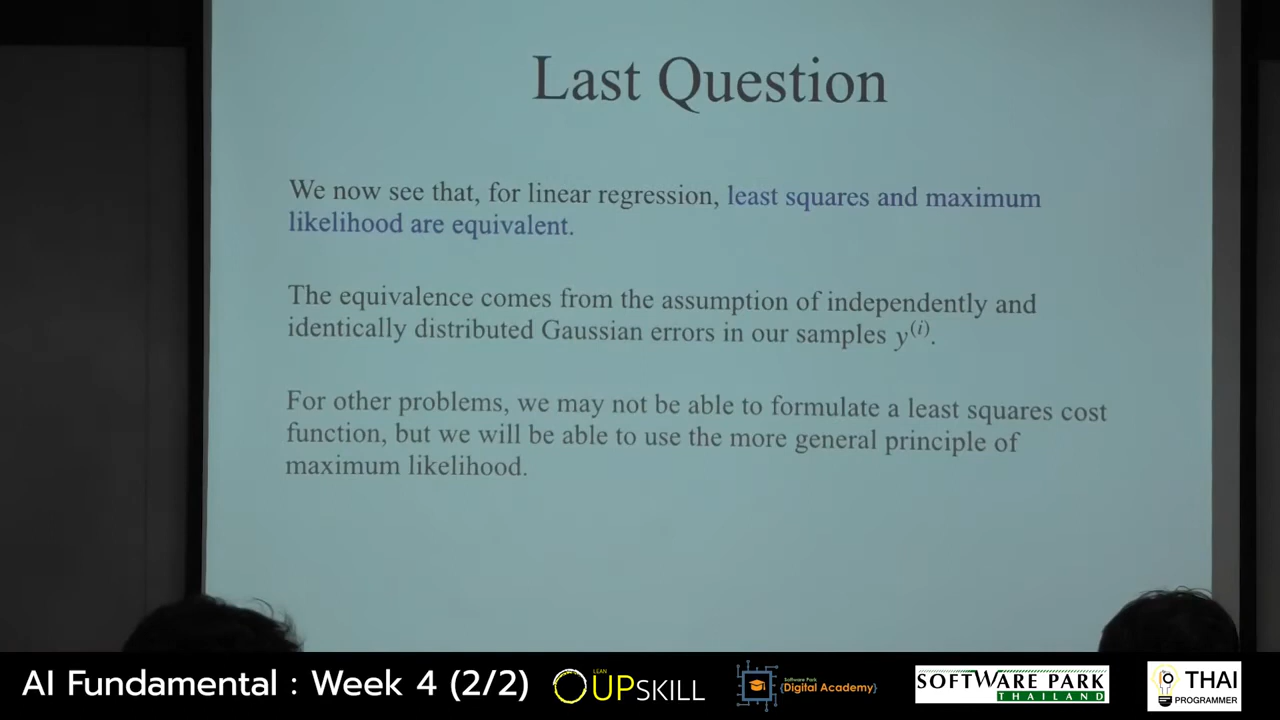 Last Question
We now see that, for linear regression, least squares and maximum
likelihood are equivalent.
The equivalence comes from the assumption of independently and
identically distributed Gaussian errors in our samples y⁽ⁱ⁾.
For other problems, we may not be able to formulate a least squares cost
function, but we will be able to use the more general principle of
maximum likelihood.
AI Fundamental : Week 4 (2/2)
LEAN
UPSKILL
Software Park
{Digital Academy}
SOFTWARE PARK
THAILAND
THAI
PROGRAMMER